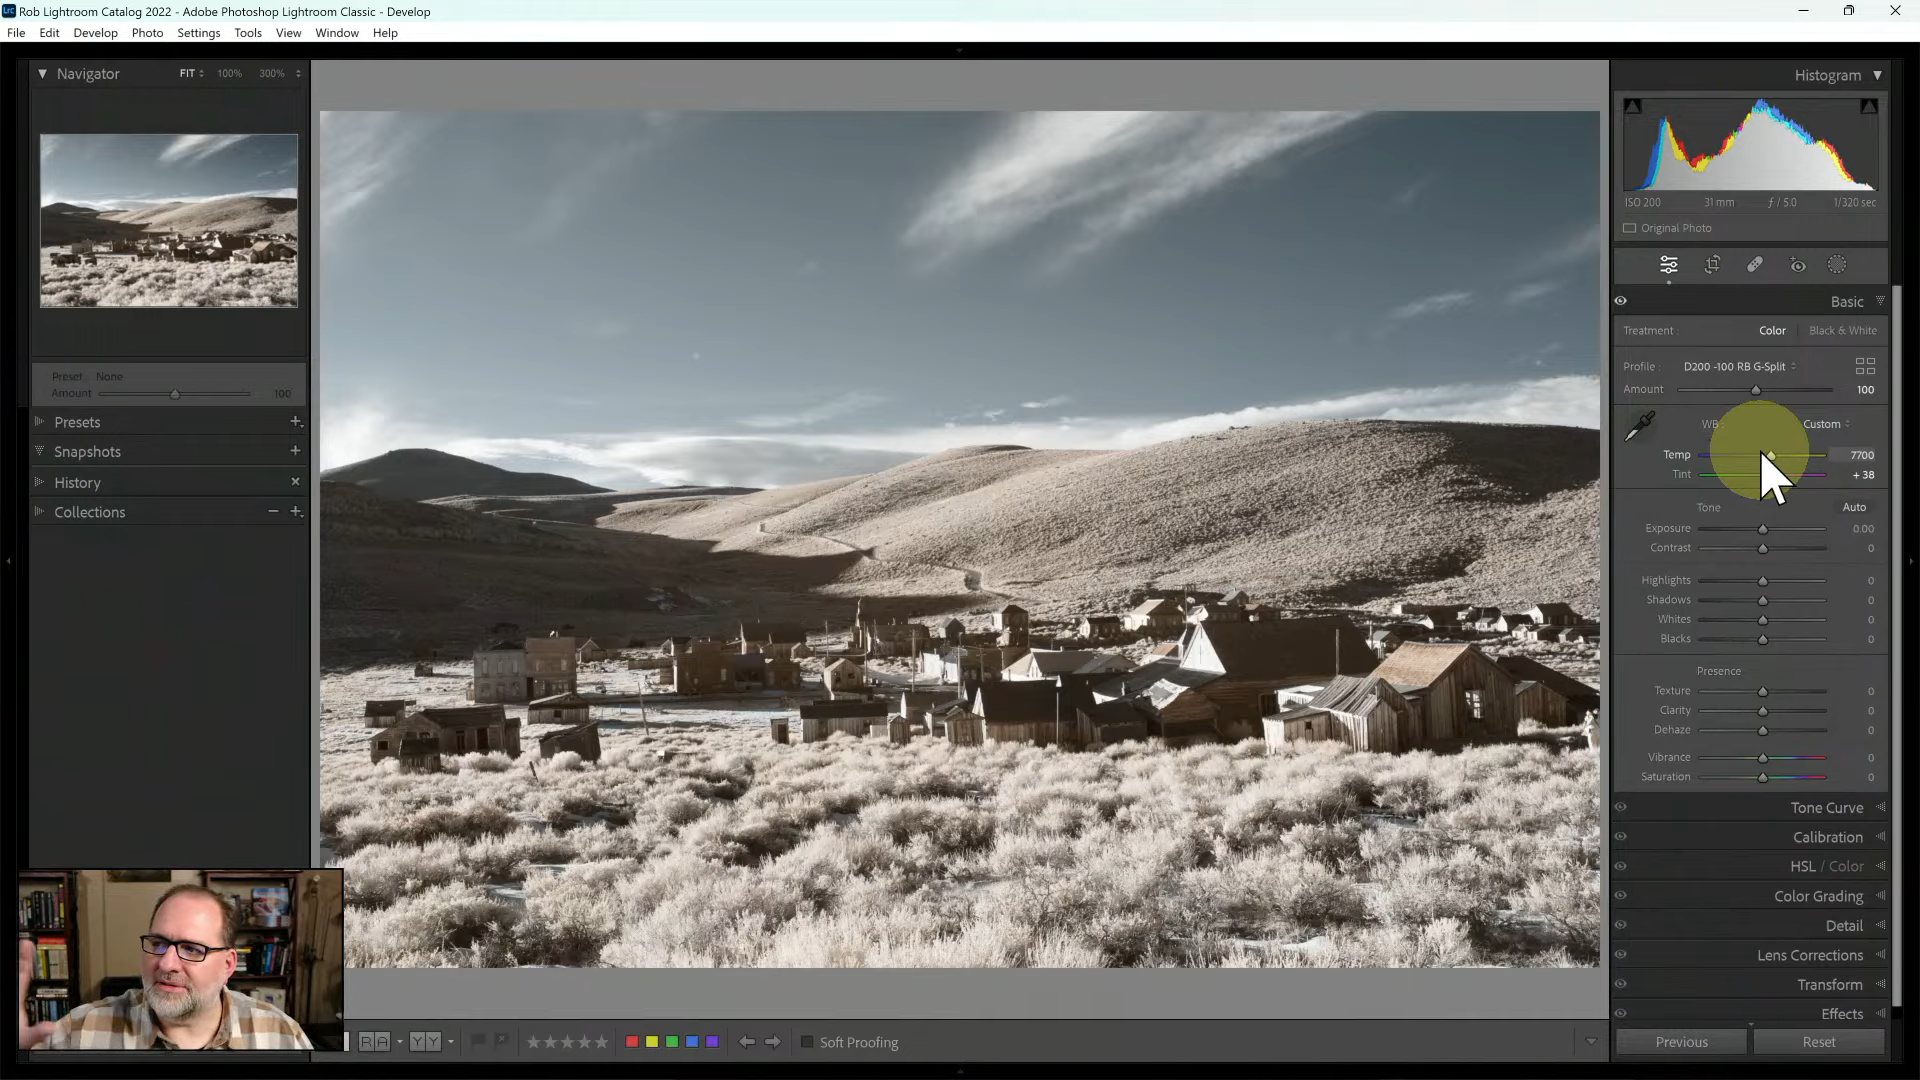 Lrc Rob Lightroom Catalog 2022 - Adobe Photoshop Lightroom Classic - Develop
File Edit Develop Photo Settings Tools View Window Help
Navigator FIT 100% 300%
Preset: None
Amount 100
Presets
Snapshots
History
Collections
Histogram
ISO 200 31 mm ƒ / 5.0 1/320 sec
Original Photo
Basic
Treatment : Color Black & White
Profile : D200 -100 RB G-Split
Amount 100
WB : Custom
Temp 7700
Tint + 38
Tone Auto
Exposure 0.00
Contrast 0
Highlights 0
Shadows 0
Whites 0
Blacks 0
Presence
Texture 0
Clarity 0
Dehaze 0
Vibrance 0
Saturation 0
Tone Curve
Calibration
HSL / Color
Color Grading
Detail
Lens Corrections
Transform
Effects
Previous Reset
RA YY Soft Proofing